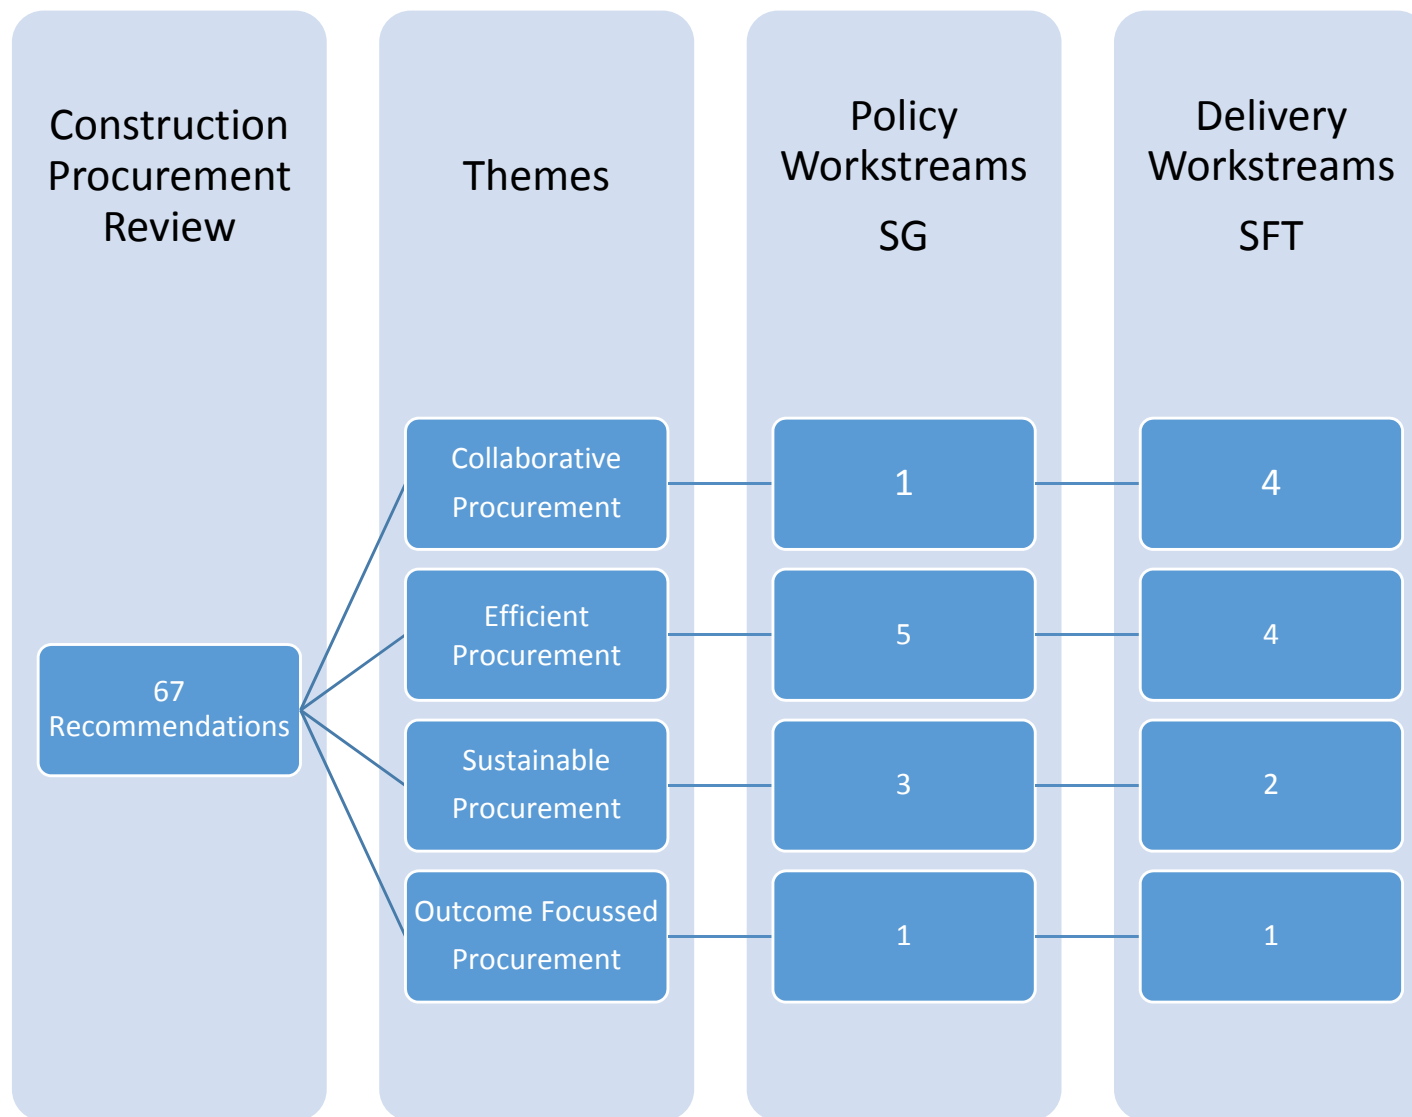 Construction
Procurement
Review
Themes
Policy
Workstreams
SG
Delivery
Workstreams
SFT
67
Recommendations
Collaborative
Procurement
1
4
Efficient
Procurement
5
4
Sustainable
Procurement
3
2
Outcome Focussed
Procurement
1
1